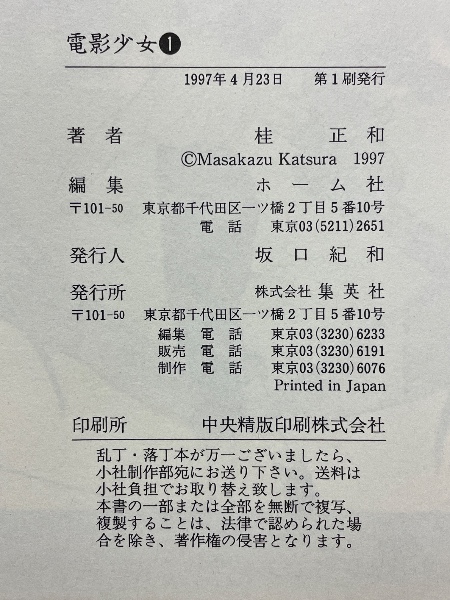 電影少女❶
1997年4月23日 第1刷発行
著者 桂 正和
©Masakazu Katsura 1997
編集 ホーム社
〒101-50 東京都千代田区一ツ橋2丁目5番10号
電話 東京03(5211)2651
発行人 坂口紀和
発行所 株式会社 集英社
〒101-50 東京都千代田区一ツ橋2丁目5番10号
編集 電話 東京03(3230)6233
販売 電話 東京03(3230)6191
制作 電話 東京03(3230)6076
Printed in Japan
印刷所 中央精版印刷株式会社
乱丁・落丁本が万一ございましたら、
小社制作部宛にお送り下さい。送料は
小社負担でお取り替え致します。
本書の一部または全部を無断で複写、
複製することは、法律で認められた場
合を除き、著作権の侵害となります。